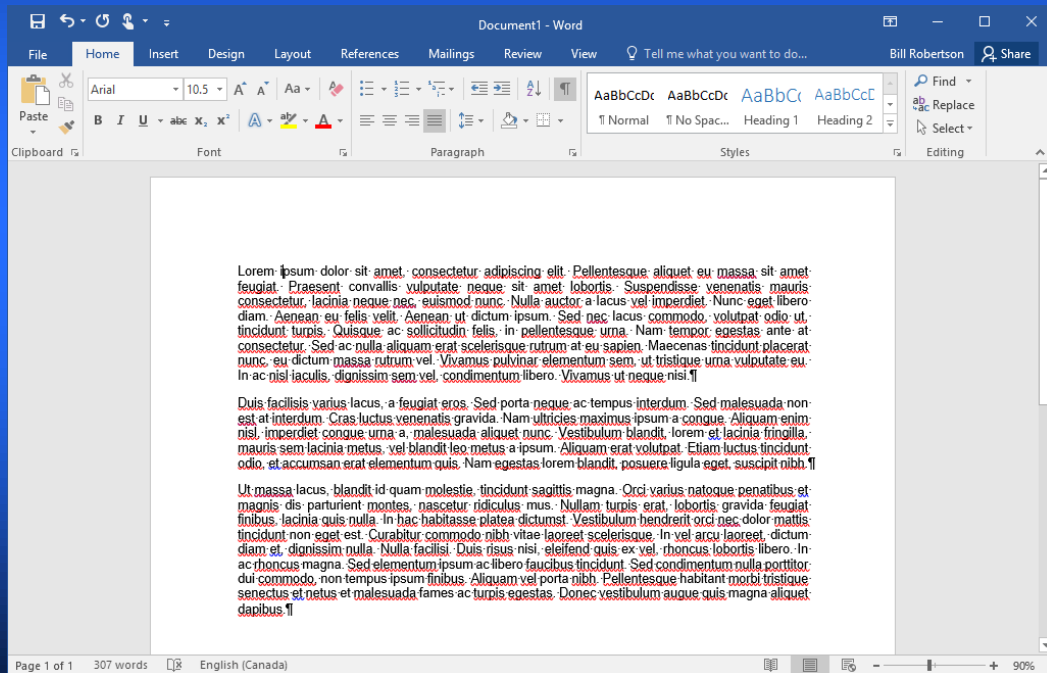 Document1 - Word
File Home Insert Design Layout References Mailings Review View Tell me what you want to do... Bill Robertson Share
Paste
Arial 10.5 Aa
B I U abc X₂ X²
AaBbCcDc AaBbCcDc AaBbCc AaBbCcE
¶ Normal ¶ No Spac... Heading 1 Heading 2
Find
Replace
Select
Clipboard Font Paragraph Styles Editing
Lorem ipsum dolor sit amet, consectetur adipiscing elit. Pellentesque aliquet eu massa sit amet
feugiat. Praesent convallis vulputate neque sit amet lobortis. Suspendisse venenatis mauris
consectetur, lacinia neque nec, euismod nunc. Nulla auctor a lacus vel imperdiet. Nunc eget libero
diam. Aenean eu felis velit. Aenean ut dictum ipsum. Sed nec lacus commodo, volutpat odio ut,
tincidunt turpis. Quisque ac sollicitudin felis, in pellentesque urna. Nam tempor egestas ante at
consectetur. Sed ac nulla aliquam erat scelerisque rutrum at eu sapien. Maecenas tincidunt placerat
nunc, eu dictum massa rutrum vel. Vivamus pulvinar elementum sem, ut tristique urna vulputate eu.
In ac nisl iaculis, dignissim sem vel, condimentum libero. Vivamus ut neque nisi.¶
Duis facilisis varius lacus, a feugiat eros. Sed porta neque ac tempus interdum. Sed malesuada non
est at interdum. Cras luctus venenatis gravida. Nam ultricies maximus ipsum a congue. Aliquam enim
nisl, imperdiet congue urna a, malesuada aliquet nunc. Vestibulum blandit, lorem et lacinia fringilla,
mauris sem lacinia metus, vel blandit leo metus a ipsum. Aliquam erat volutpat. Etiam luctus tincidunt
odio, et accumsan erat elementum quis. Nam egestas lorem blandit, posuere ligula eget, suscipit nibh.¶
Ut massa lacus, blandit id quam molestie, tincidunt sagittis magna. Orci varius natoque penatibus et
magnis dis parturient montes, nascetur ridiculus mus. Nullam turpis erat, lobortis gravida feugiat
finibus, lacinia quis nulla. In hac habitasse platea dictumst. Vestibulum hendrerit orci nec dolor mattis
tincidunt non eget est. Curabitur commodo nibh vitae laoreet scelerisque. In vel arcu laoreet, dictum
diam et, dignissim nulla. Nulla facilisi. Duis risus nisi, eleifend quis ex vel, rhoncus lobortis libero. In
ac rhoncus magna. Sed elementum ipsum ac libero faucibus tincidunt. Sed condimentum nulla porttitor
dui commodo, non tempus ipsum finibus. Aliquam vel porta nibh. Pellentesque habitant morbi tristique
senectus et netus et malesuada fames ac turpis egestas. Donec vestibulum augue quis magna aliquet
dapibus.¶
Page 1 of 1 307 words English (Canada) 90%